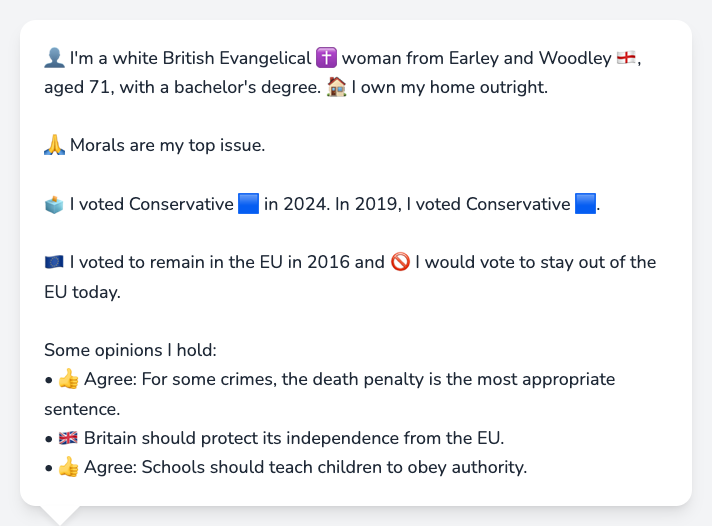 👤 I'm a white British Evangelical ✝️ woman from Earley and Woodley 🏴󠁧󠁢󠁥󠁮󠁧󠁿,
aged 71, with a bachelor's degree. 🏠 I own my home outright.
🙏 Morals are my top issue.
🗳️ I voted Conservative 🟦 in 2024. In 2019, I voted Conservative 🟦.
🇪🇺 I voted to remain in the EU in 2016 and 🚫 I would vote to stay out of the
EU today.
Some opinions I hold:
• 👍 Agree: For some crimes, the death penalty is the most appropriate
sentence.
• 🇬🇧 Britain should protect its independence from the EU.
• 👍 Agree: Schools should teach children to obey authority.